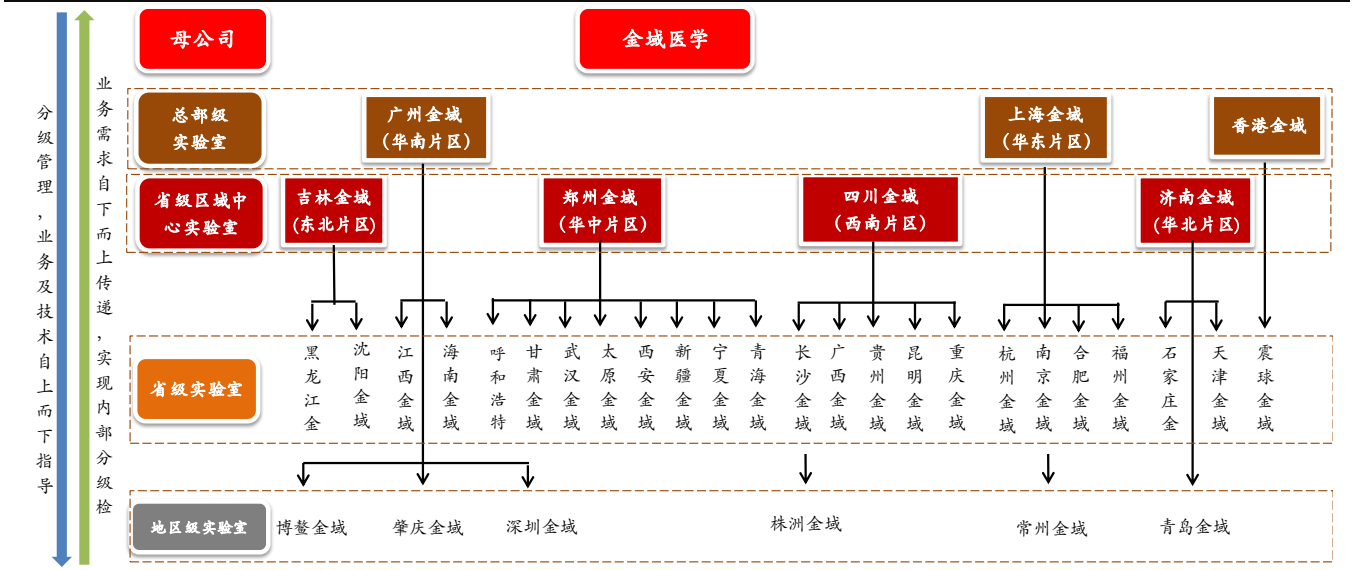 母公司
金域医学
分级管理，业务及技术自上而下指导
业务需求自下而上传递，实现内部分级检
总部级
实验室
广州金域
（华南片区）
上海金域
（华东片区）
香港金域
省级区域中
心实验室
吉林金域
(东北片区)
郑州金域
（华中片区）
四川金域
（西南片区）
济南金域
(华北片区)
省级实验室
黑龙江金
沈阳金域
江西金域
海南金域
呼和浩特
甘肃金域
武汉金域
太原金域
西安金域
新疆金域
宁夏金域
青海金域
长沙金域
广西金域
贵州金域
昆明金域
重庆金域
杭州金域
南京金域
合肥金域
福州金域
石家庄金
天津金域
震球金域
地区级实验室
博鳌金域
肇庆金域
深圳金域
株洲金域
常州金域
青岛金域